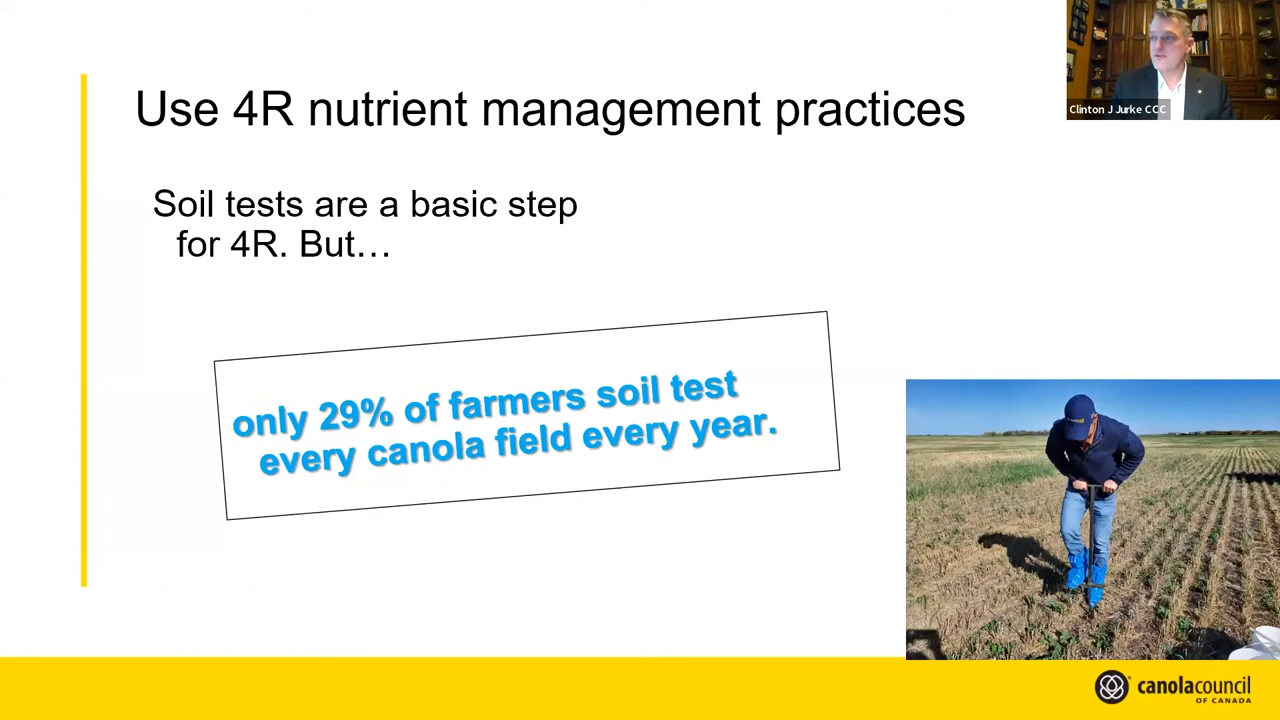 Use 4R nutrient management practices
Clinton J Jurke CCC
Soil tests are a basic step
for 4R. But…
only 29% of farmers soil test
every canola field every year.
canolacouncil
OF CANADA